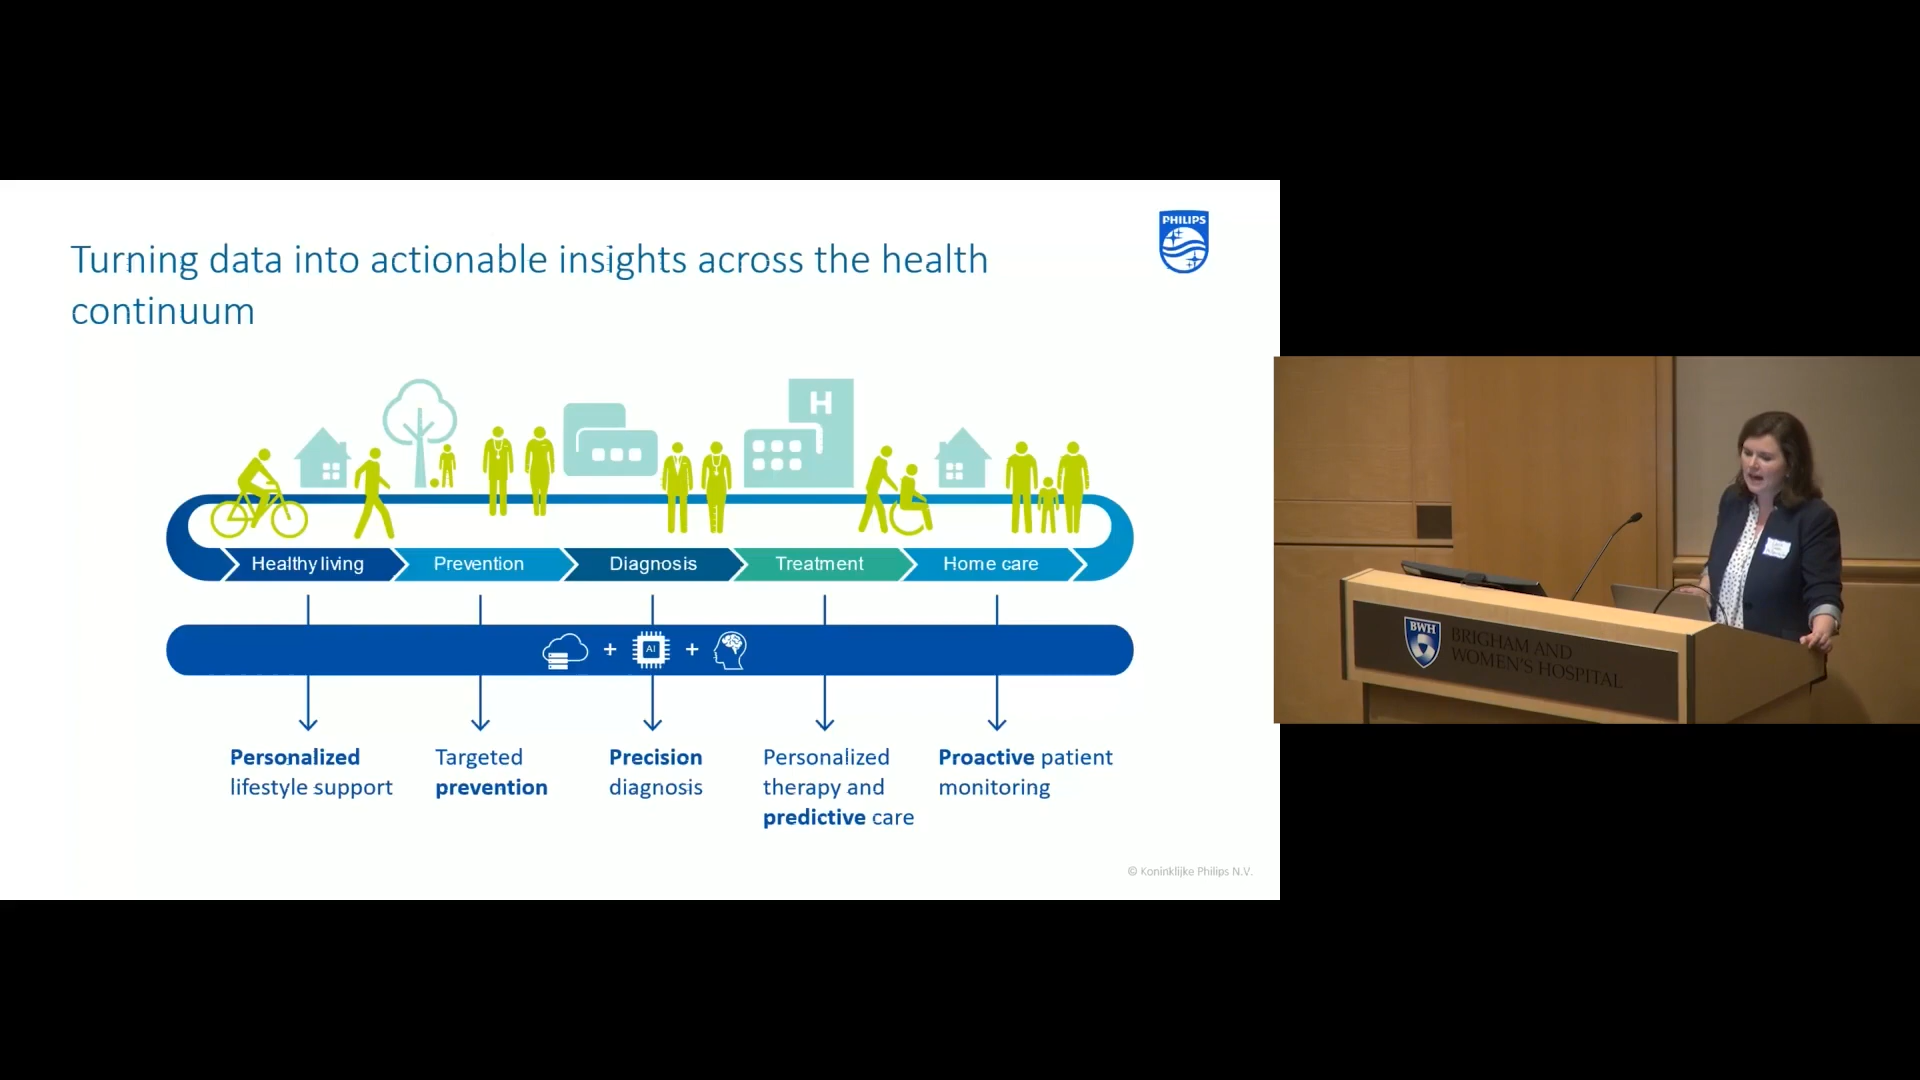 PHILIPS
Turning data into actionable insights across the health
continuum
H
Healthy living
Prevention
Diagnosis
Treatment
Home care
+ AI +
Personalized
lifestyle support
Targeted
prevention
Precision
diagnosis
Personalized
therapy and
predictive care
Proactive patient
monitoring
© Koninklijke Philips N.V.
BWH
BRIGHAM AND
WOMEN'S HOSPITAL